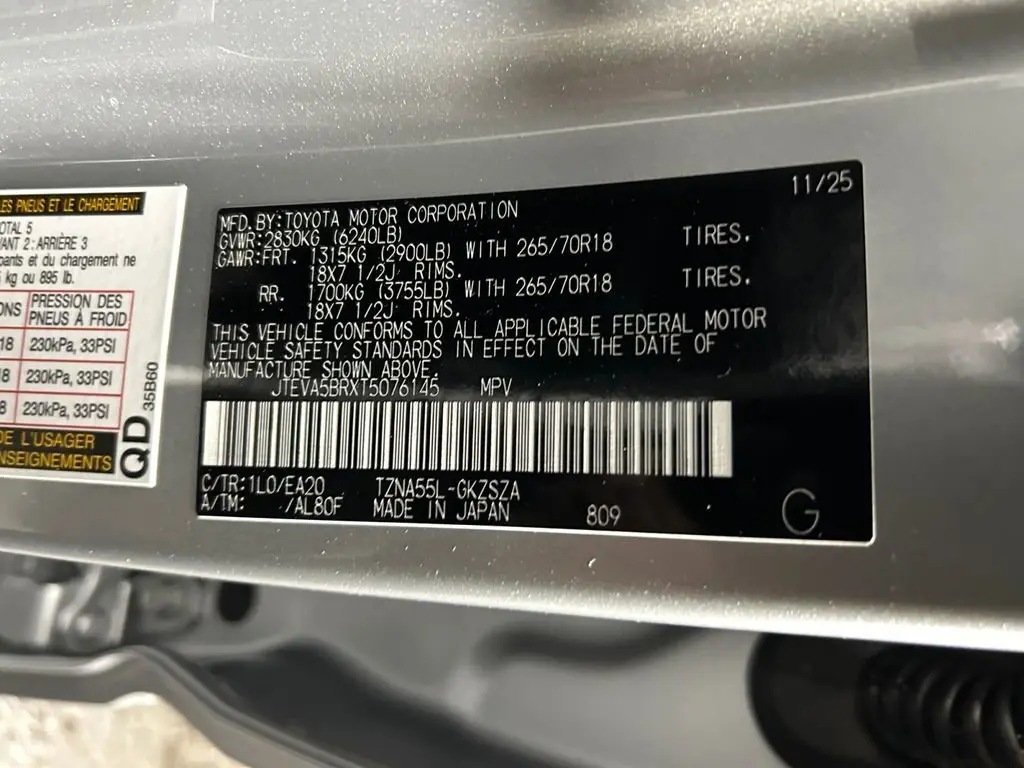 LES PNEUS ET LE CHARGEMENT
TOTAL 5
AVANT 2: ARRIÈRE 3
et du chargement ne
kg ou 895 lb.
PRESSION DES
PNEUS À FROID
18 230kPa, 33PSI
18 230kPa, 33PSI
8 230kPa, 33PSI
DE L'USAGER
RENSEIGNEMENTS
QD 35B60
11/25
MFD.BY:TOYOTA MOTOR CORPORATION
GVWR:2830KG (6240LB)
GAWR:FRT. 1315KG (2900LB) WITH 265/70R18 TIRES.
18X7 1/2J RIMS.
RR. 1700KG (3755LB) WITH 265/70R18 TIRES.
18X7 1/2J RIMS.
THIS VEHICLE CONFORMS TO ALL APPLICABLE FEDERAL MOTOR
VEHICLE SAFETY STANDARDS IN EFFECT ON THE DATE OF
MANUFACTURE SHOWN ABOVE.
JTEVA5BRXT5076145 MPV
C/TR:1L0/EA20 TZNA55L-GKZSZA
A/TM: /AL80F MADE IN JAPAN 809
G